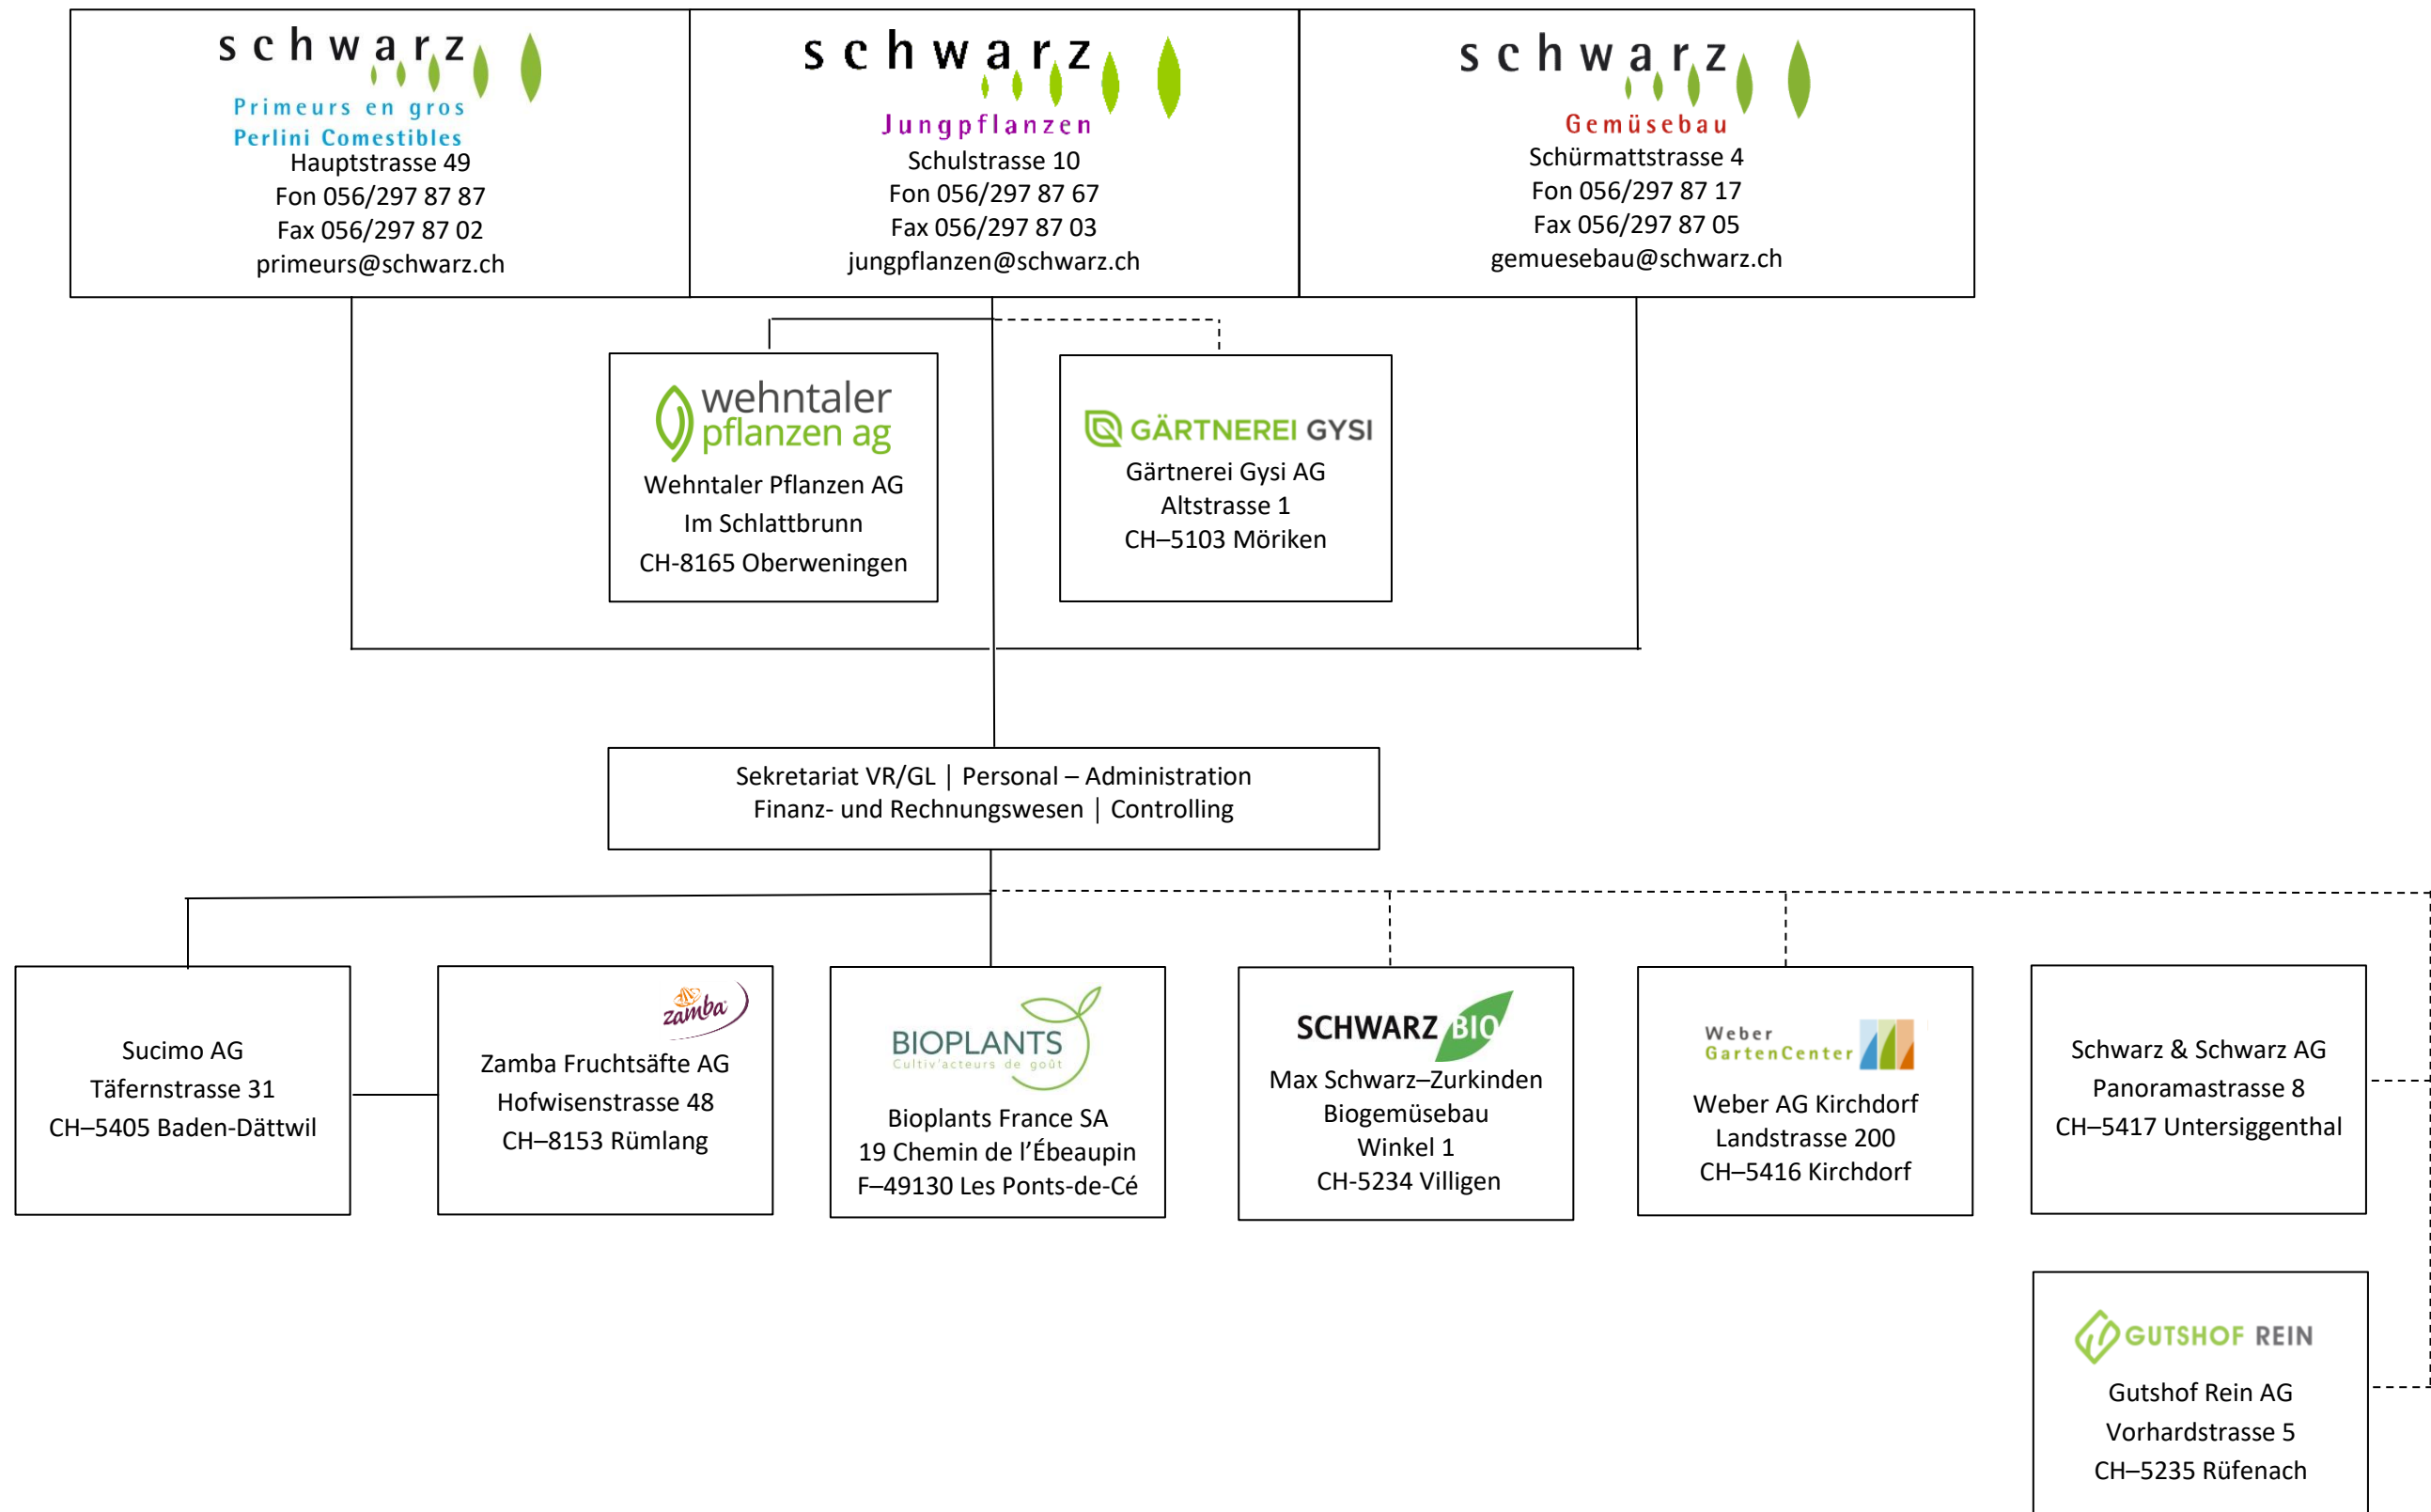 schwarz
Primeurs en gros
Perlini Comestibles
Hauptstrasse 49
Fon 056/297 87 87
Fax 056/297 87 02
primeurs@schwarz.ch
schwarz
Jungpflanzen
Schulstrasse 10
Fon 056/297 87 67
Fax 056/297 87 03
jungpflanzen@schwarz.ch
schwarz
Gemüsebau
Schürmattstrasse 4
Fon 056/297 87 17
Fax 056/297 87 05
gemuesebau@schwarz.ch
wehntaler
pflanzen ag
Wehntaler Pflanzen AG
Im Schlattbrunn
CH-8165 Oberweningen
GÄRTNEREI GYSI
Gärtnerei Gysi AG
Altstrasse 1
CH–5103 Möriken
Sekretariat VR/GL | Personal – Administration
Finanz- und Rechnungswesen | Controlling
Sucimo AG
Täfernstrasse 31
CH–5405 Baden-Dättwil
zamba
Zamba Fruchtsäfte AG
Hofwisenstrasse 48
CH–8153 Rümlang
BIOPLANTS
Cultiv'acteurs de goût
Bioplants France SA
19 Chemin de l’Ébeaupin
F–49130 Les Ponts-de-Cé
SCHWARZ BIO
Max Schwarz–Zurkinden
Biogemüsebau
Winkel 1
CH-5234 Villigen
Weber
GartenCenter
Weber AG Kirchdorf
Landstrasse 200
CH–5416 Kirchdorf
Schwarz & Schwarz AG
Panoramastrasse 8
CH–5417 Untersiggenthal
GUTSHOF REIN
Gutshof Rein AG
Vorhardstrasse 5
CH–5235 Rüfenach